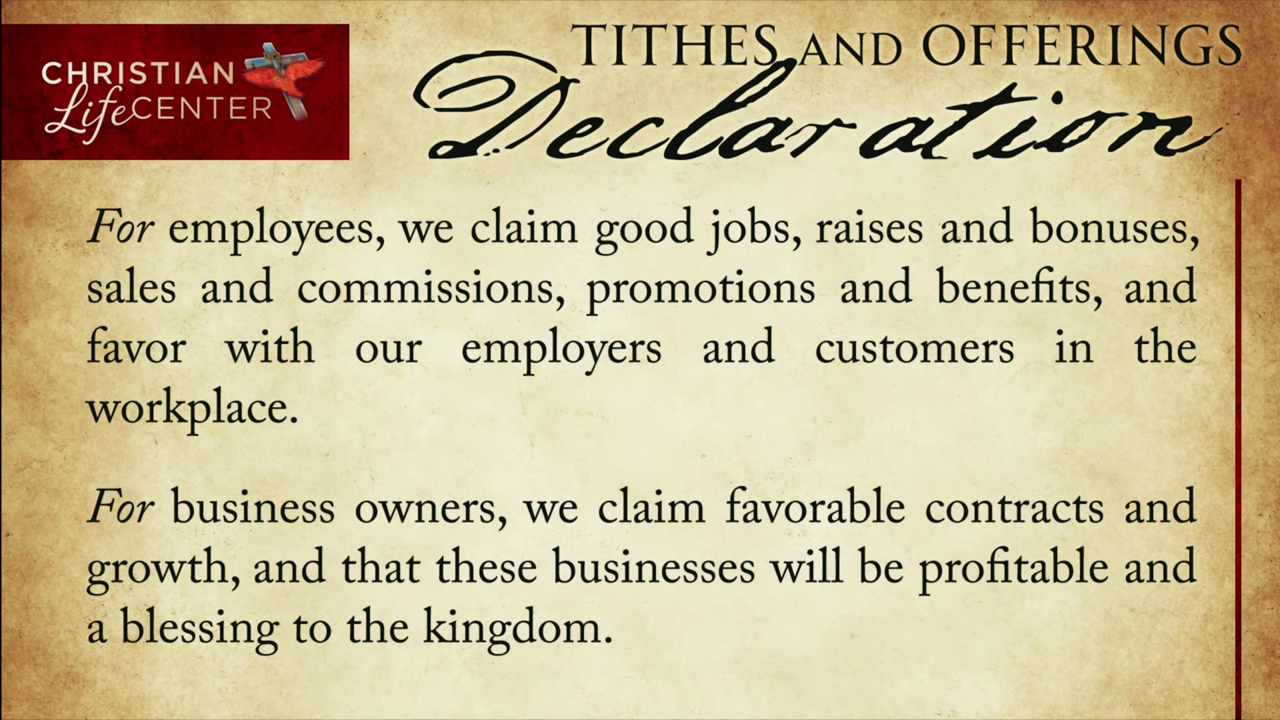 CHRISTIAN
LifeCENTER
TITHES AND OFFERINGS
Declaration
For employees, we claim good jobs, raises and bonuses,
sales and commissions, promotions and benefits, and
favor with our employers and customers in the
workplace.
For business owners, we claim favorable contracts and
growth, and that these businesses will be profitable and
a blessing to the kingdom.